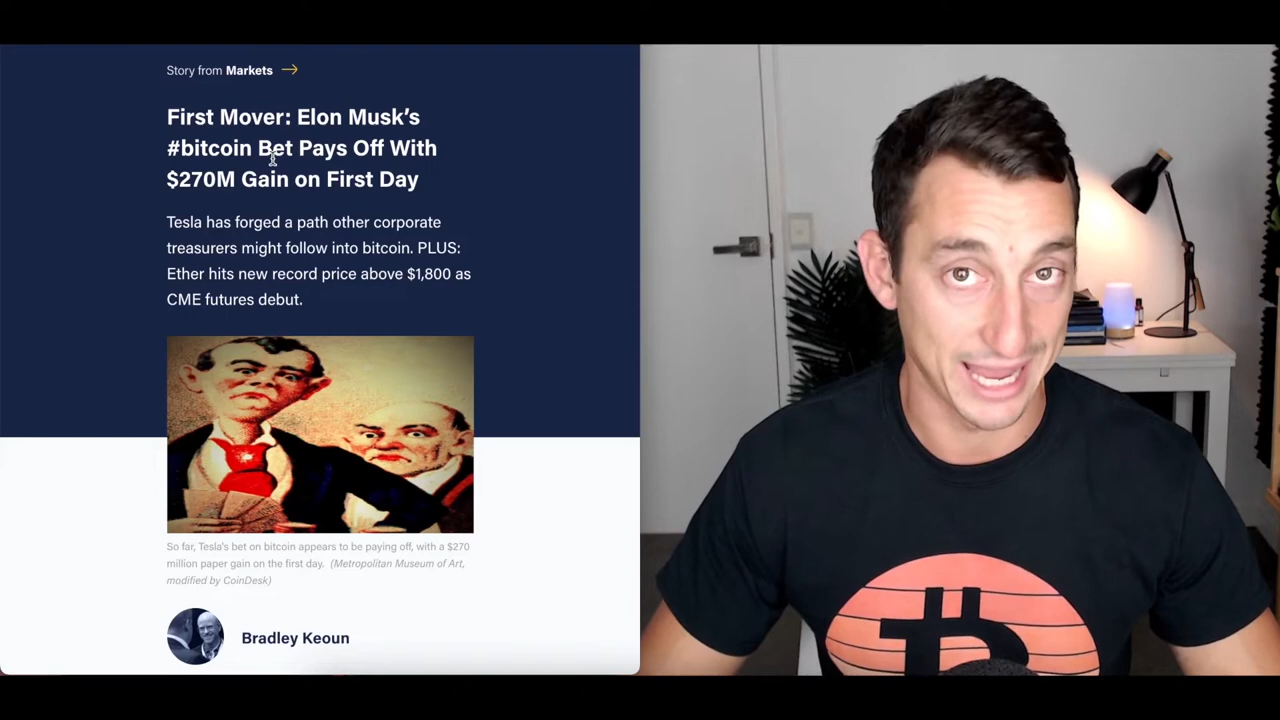 Story from Markets
First Mover: Elon Musk’s
#bitcoin Bet Pays Off With
$270M Gain on First Day
Tesla has forged a path other corporate
treasurers might follow into bitcoin. PLUS:
Ether hits new record price above $1,800 as
CME futures debut.
So far, Tesla's bet on bitcoin appears to be paying off, with a $270
million paper gain on the first day. (Metropolitan Museum of Art,
modified by CoinDesk)
Bradley Keoun